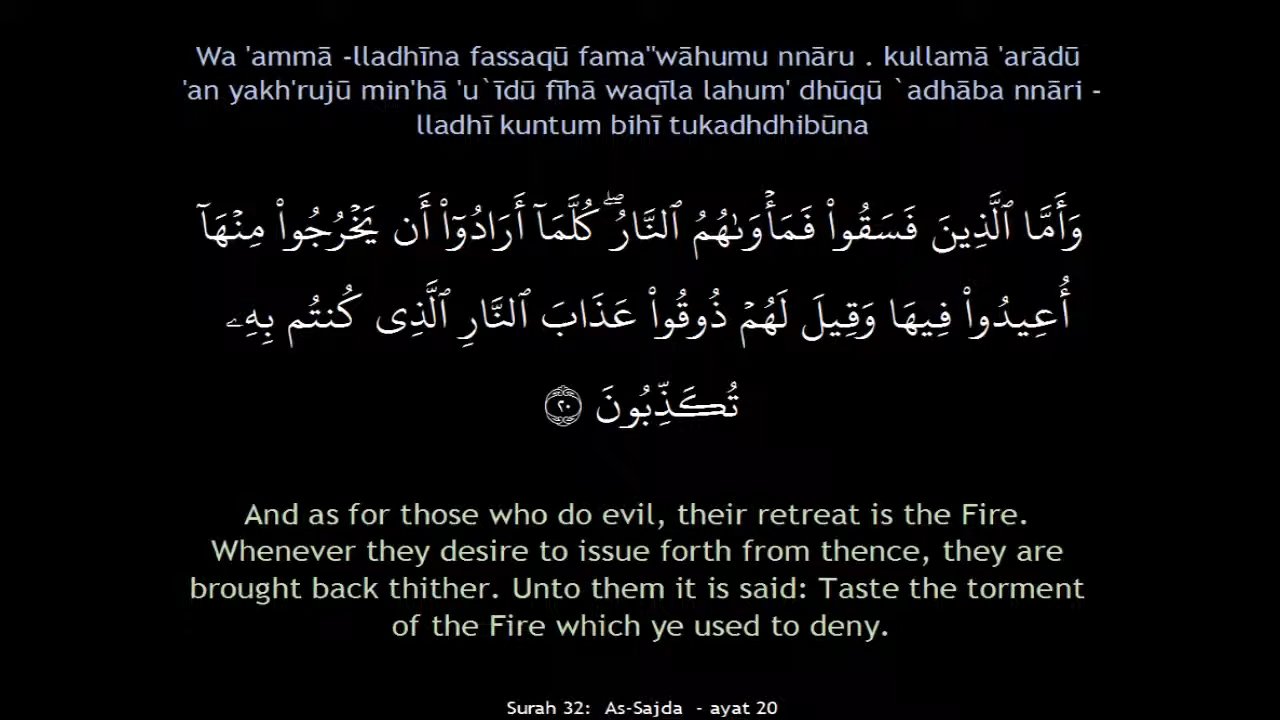 Wa 'ammā -lladhīna fassaqū fama"wāhumu nnāru . kullamā 'arādū
'an yakh'rujū min'hā 'u`īdū fīhā waqīla lahum' dhūqū `adhāba nnāri -
lladhī kuntum bihī tukadhdhibūna
وَأَمَّا ٱلَّذِينَ فَسَقُوا۟ فَمَأْوَىٰهُمُ ٱلنَّارُ ۖ كُلَّمَآ أَرَادُوٓا۟ أَن يَخْرُجُوا۟ مِنْهَآ
أُعِيدُوا۟ فِيهَا وَقِيلَ لَهُمْ ذُوقُوا۟ عَذَابَ ٱلنَّارِ ٱلَّذِى كُنتُم بِهِۦ
تُكَذِّبُونَ ۝٢٠
And as for those who do evil, their retreat is the Fire.
Whenever they desire to issue forth from thence, they are
brought back thither. Unto them it is said: Taste the torment
of the Fire which ye used to deny.
Surah 32: As-Sajda - ayat 20